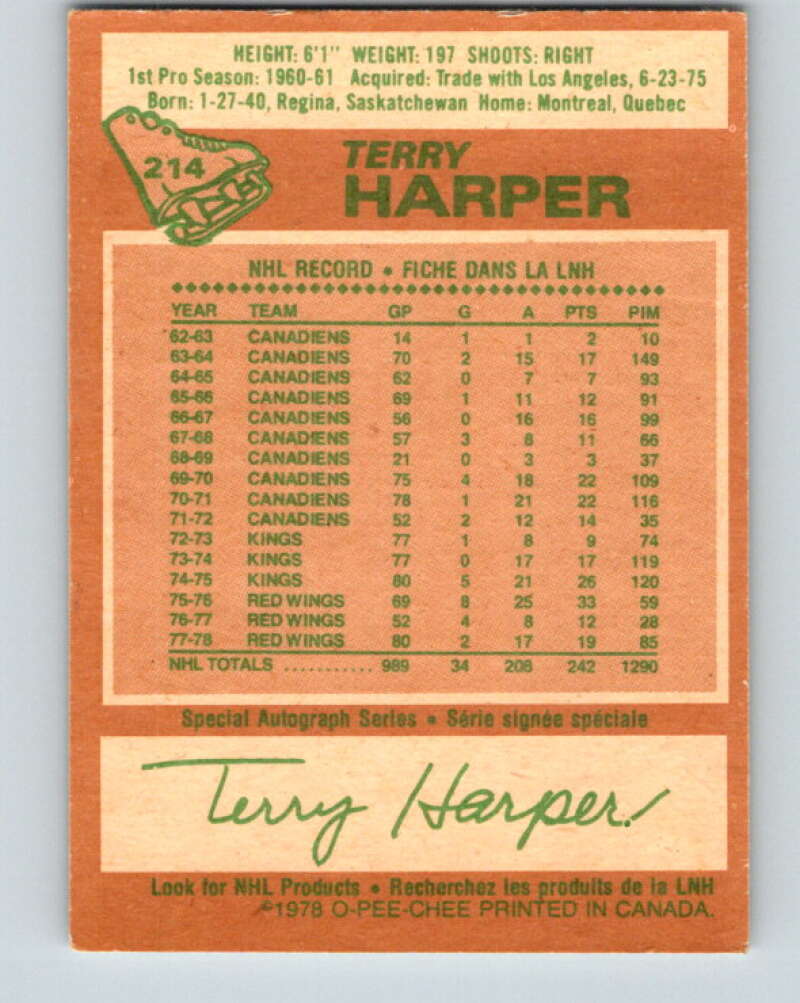 HEIGHT: 6'1" WEIGHT: 197 SHOOTS: RIGHT
1st Pro Season: 1960-61 Acquired: Trade with Los Angeles, 6-23-75
Born: 1-27-40, Regina, Saskatchewan Home: Montreal, Quebec
214
TERRY
HARPER
NHL RECORD • FICHE DANS LA LNH
YEAR TEAM GP G A PTS PIM
62-63 CANADIENS 14 1 1 2 10
63-64 CANADIENS 70 2 15 17 149
64-65 CANADIENS 62 0 7 7 93
65-66 CANADIENS 69 1 11 12 91
66-67 CANADIENS 56 0 16 16 99
67-68 CANADIENS 57 3 8 11 66
68-69 CANADIENS 21 0 3 3 37
69-70 CANADIENS 75 4 18 22 109
70-71 CANADIENS 78 1 21 22 116
71-72 CANADIENS 52 2 12 14 35
72-73 KINGS 77 1 8 9 74
73-74 KINGS 77 0 17 17 119
74-75 KINGS 80 5 21 26 120
75-76 RED WINGS 69 8 25 33 59
76-77 RED WINGS 52 4 8 12 28
77-78 RED WINGS 80 2 17 19 85
NHL TOTALS ........... 989 34 208 242 1290
Special Autograph Series • Série signée spéciale
Terry Harper
Look for NHL Products • Recherchez les produits de la LNH
©1978 O-PEE-CHEE PRINTED IN CANADA.